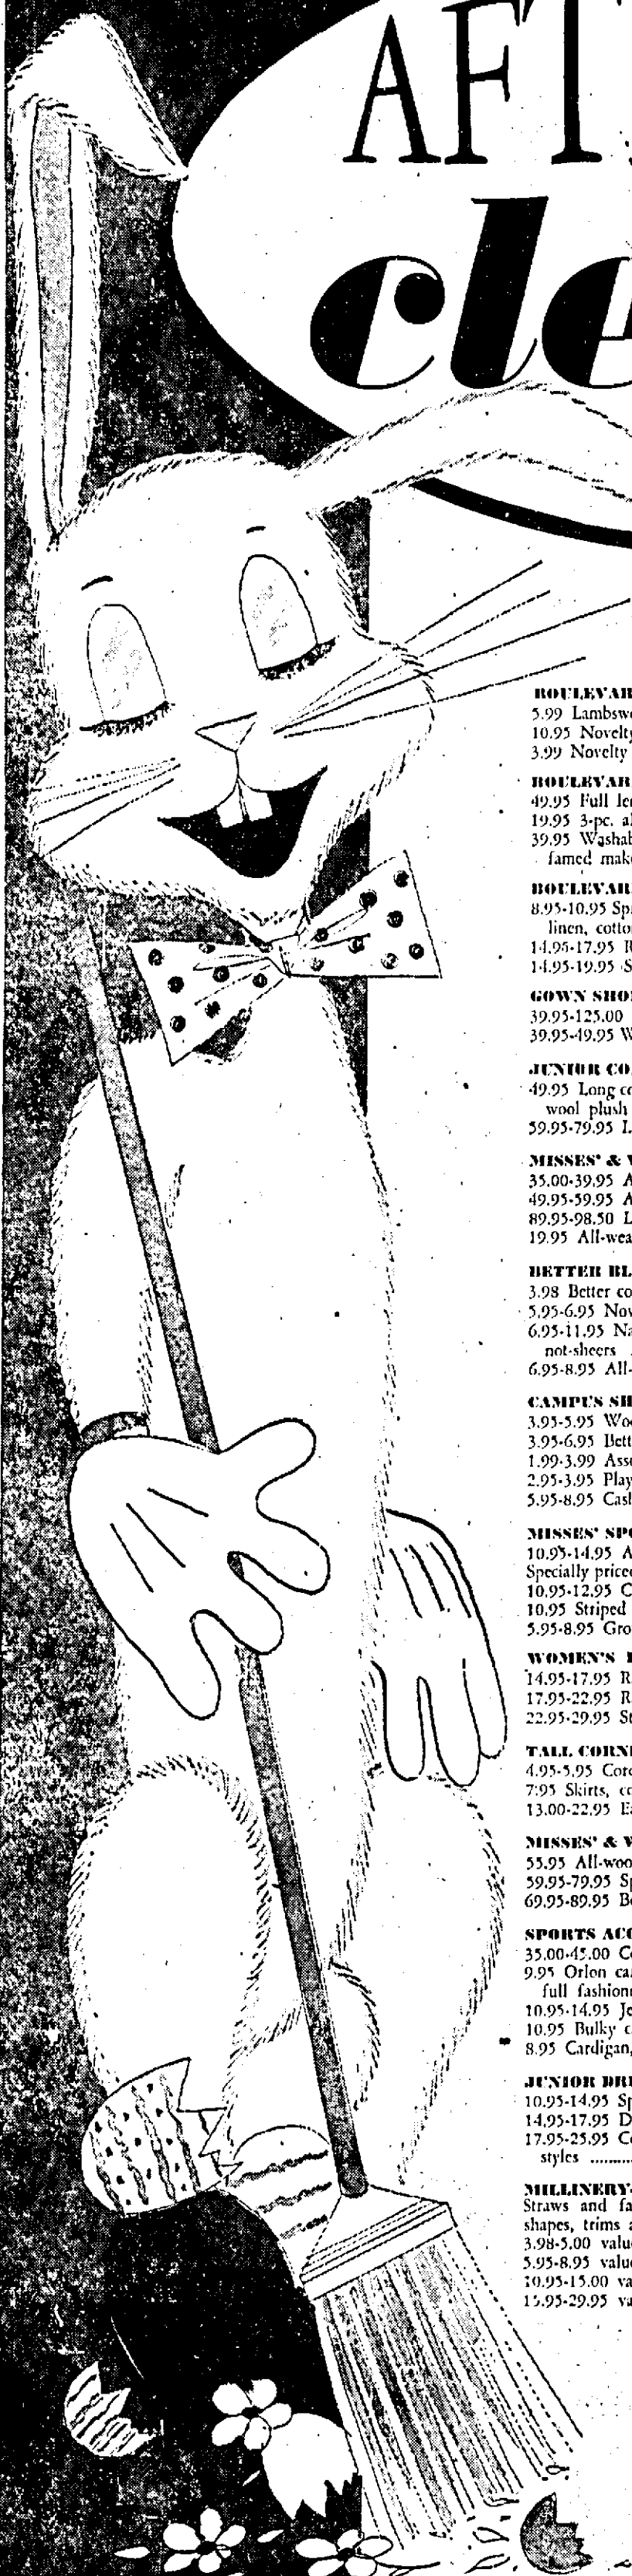 AFT
cle
BOULEVAR
5.99 Lambsw
10.95 Novelty
3.99 Novelty
BOULEVAR
49.95 Full le
19.95 3-pc. al
39.95 Washab
famed mak
BOULEVAR
8.95-10.95 Sp
linen, cotto
14.95-17.95 R
14.95-19.95 S
GOWN SHO
39.95-125.00
39.95-49.95 W
JUNIOR CO
49.95 Long co
wool plush
59.95-79.95 L
MISSES' & W
35.00-39.95 A
49.95-59.95 A
89.95-98.50 L
19.95 All-wea
BETTER BL
3.98 Better co
5.95-6.95 Nov
6.95-11.95 Na
not-sheers
6.95-8.95 All-
CAMPUS SH
3.95-5.95 Woo
3.95-6.95 Bett
1.99-3.99 Ass
2.95-3.95 Play
5.95-8.95 Cas
MISSES' SPO
10.95-14.95 A
Specially price
10.95-12.95 C
10.95 Striped
5.95-8.95 Gro
WOMEN'S
14.95-17.95 R
17.95-22.95 R
22.95-29.95 St
TALL CORN
4.95-5.95 Cor
7.95 Skirts, co
13.00-22.95 E
MISSES' & W
55.95 All-woo
59.95-79.95 Sp
69.95-89.95 B
SPORTS ACC
35.00-45.00 C
9.95 Orlon ca
full fashion
10.95-14.95 Je
10.95 Bulky c
8.95 Cardigan,
JUNIOR DRE
10.95-14.95 Sp
14.95-17.95 D
17.95-25.95 C
styles ..........
MILLINERY
Straws and fa
shapes, trims a
3.98-5.00 valu
5.95-8.95 valu
10.95-15.00 va
15.95-29.95 va